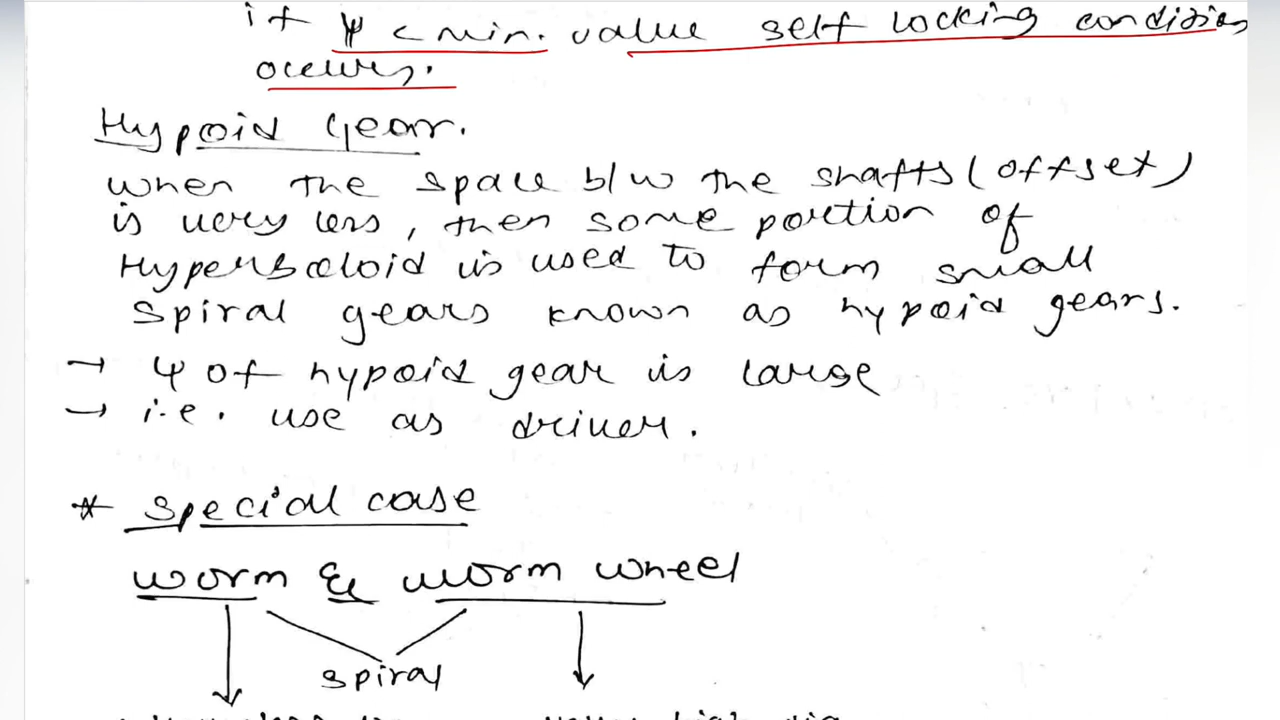 if ψ < min. value self locking condition
occurs.
Hypoid Gear.
when the space b/w the shafts (offset)
is very less, then some portion of
Hyperboloid is used to form small
spiral gears known as hypoid gears.
→ ψ of hypoid gear is large
→ i.e. use as driver.
* special case
worm & worm wheel
spiral